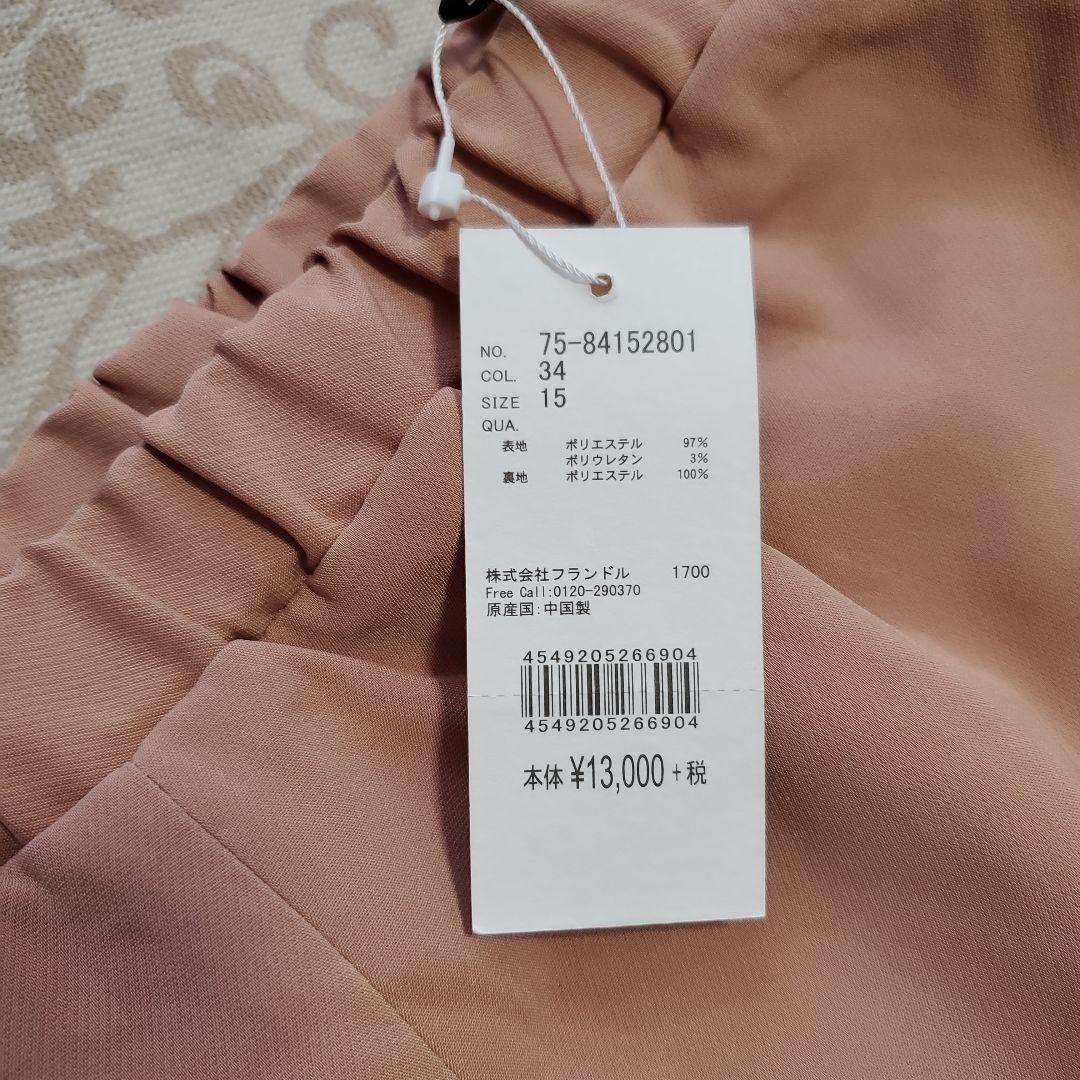 NO. 75-84152801
COL. 34
SIZE 15
QUA.
表地 ポリエステル 97%
ポリウレタン 3%
裏地 ポリエステル 100%
株式会社フランドル 1700
Free Call:0120-290370
原産国:中国製
4549205266904
4549205266904
本体 ¥13,000 +税